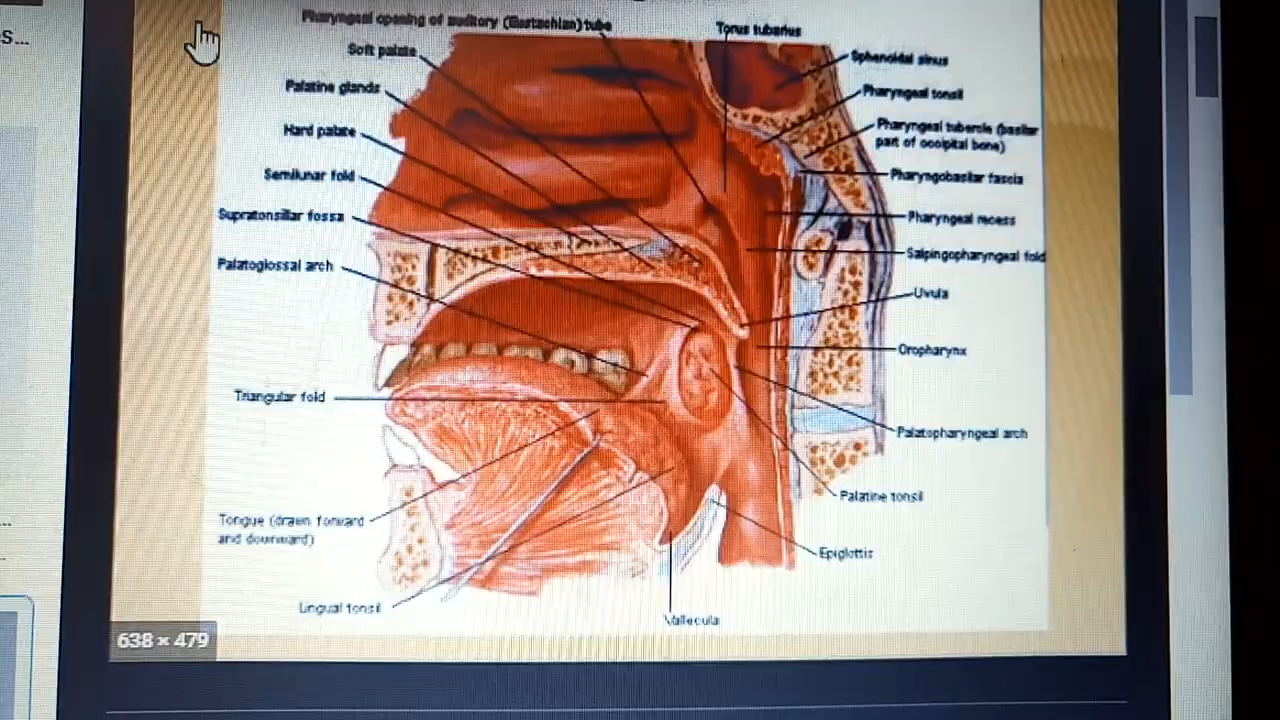 s...
Pharyngeal opening of auditory (Eustachian) tube
Torus tubarius
Soft palate
Sphenoidal sinus
Palatine glands
Pharyngeal tonsil
Hard palate
Pharyngeal tubercle (basilar
part of occipital bone)
Semilunar fold
Pharyngobasilar fascia
Supratonsillar fossa
Pharyngeal recess
Salpingopharyngeal fold
Palatoglossal arch
Uvula
Oropharynx
Triangular fold
Palatopharyngeal arch
Palatine tonsil
Tongue (drawn forward
and downward)
Epiglottis
Lingual tonsil
Vallecula
638 × 479